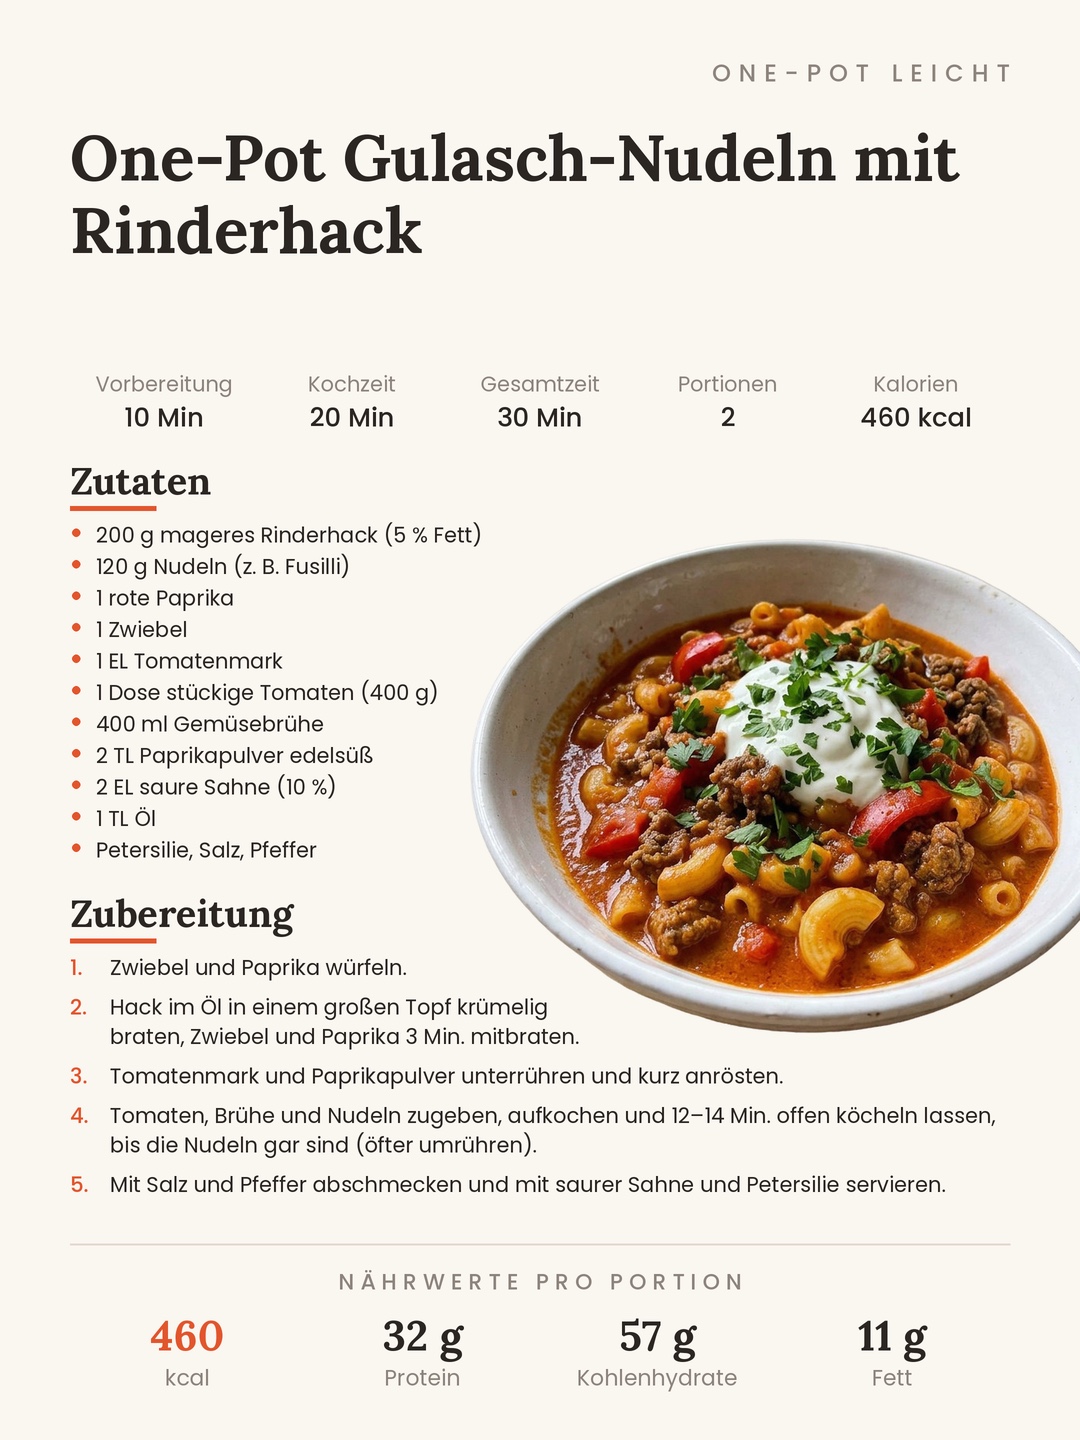 ONE-POT LEICHT
One-Pot Gulasch-Nudeln mit
Rinderhack
Vorbereitung
10 Min
Kochzeit
20 Min
Gesamtzeit
30 Min
Portionen
2
Kalorien
460 kcal
Zutaten
• 200 g mageres Rinderhack (5 % Fett)
• 120 g Nudeln (z. B. Fusilli)
• 1 rote Paprika
• 1 Zwiebel
• 1 EL Tomatenmark
• 1 Dose stückige Tomaten (400 g)
• 400 ml Gemüsebrühe
• 2 TL Paprikapulver edelsüß
• 2 EL saure Sahne (10 %)
• 1 TL Öl
• Petersilie, Salz, Pfeffer
Zubereitung
1. Zwiebel und Paprika würfeln.
2. Hack im Öl in einem großen Topf krümelig
braten, Zwiebel und Paprika 3 Min. mitbraten.
3. Tomatenmark und Paprikapulver unterrühren und kurz anrösten.
4. Tomaten, Brühe und Nudeln zugeben, aufkochen und 12–14 Min. offen köcheln lassen,
bis die Nudeln gar sind (öfter umrühren).
5. Mit Salz und Pfeffer abschmecken und mit saurer Sahne und Petersilie servieren.
NÄHRWERTE PRO PORTION
460
kcal
32 g
Protein
57 g
Kohlenhydrate
11 g
Fett